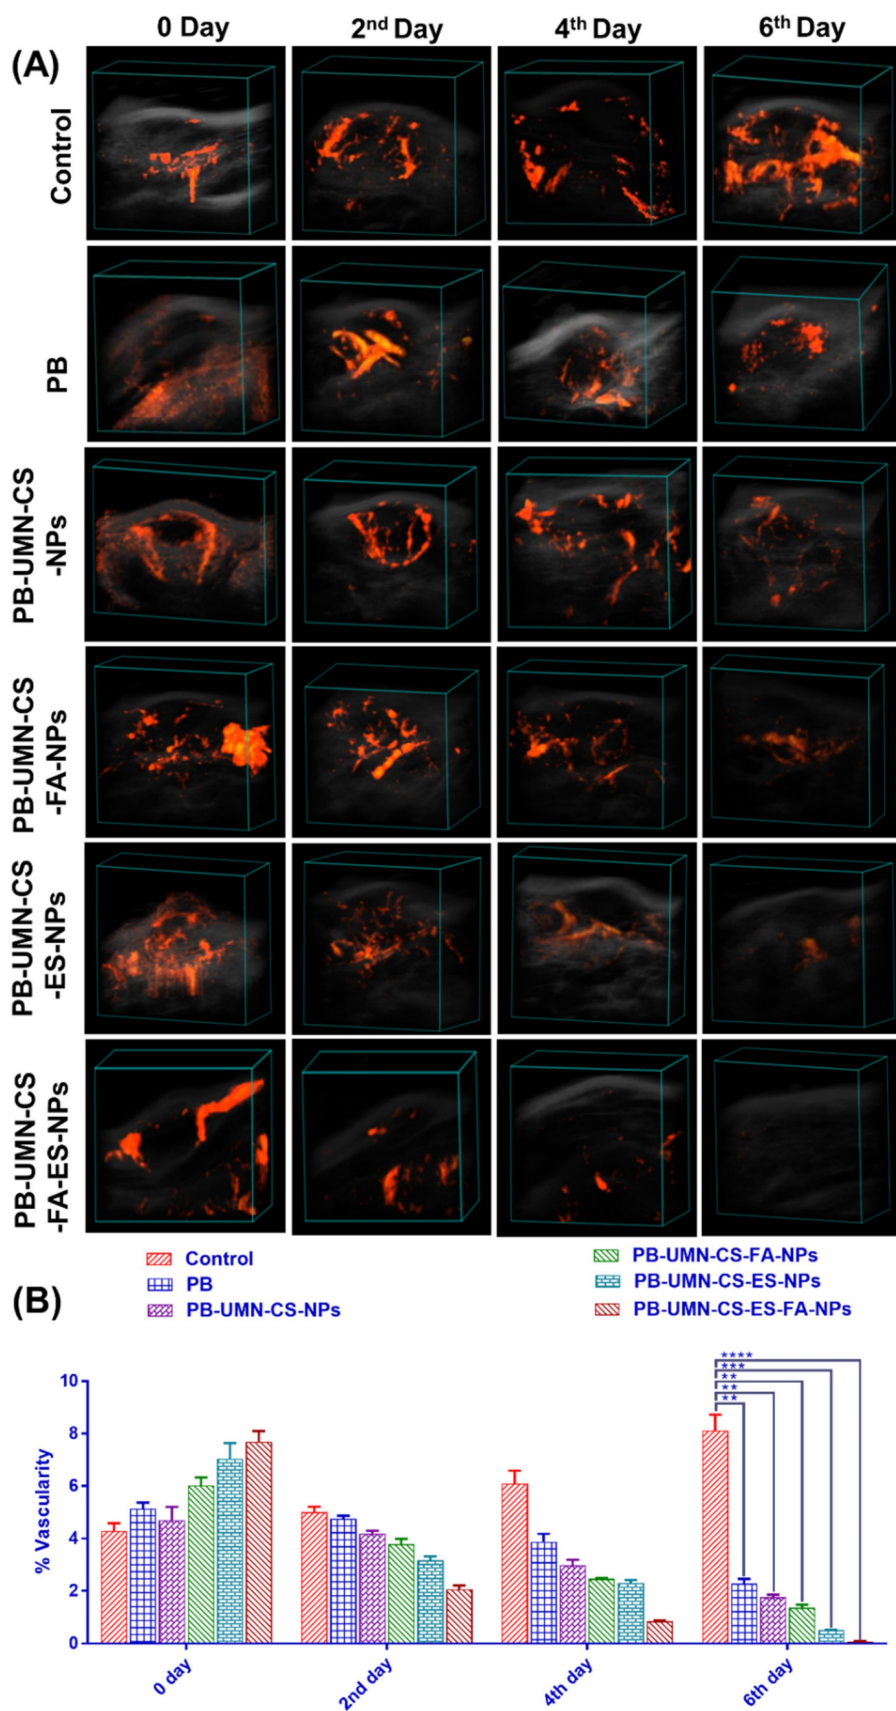 0 Day 2nd Day 4th Day 6th Day
(A)
Control
PB
PB-UMN-CS
-NPs
PB-UMN-CS
-FA-NPs
PB-UMN-CS
-ES-NPs
PB-UMN-CS
-FA-ES-NPs
(B)
Control
PB
PB-UMN-CS-NPs
PB-UMN-CS-FA-NPs
PB-UMN-CS-ES-NPs
PB-UMN-CS-ES-FA-NPs
% Vascularity
10
8
6
4
2
0
****
***
**
**
**
0 day 2nd day 4th day 6th day